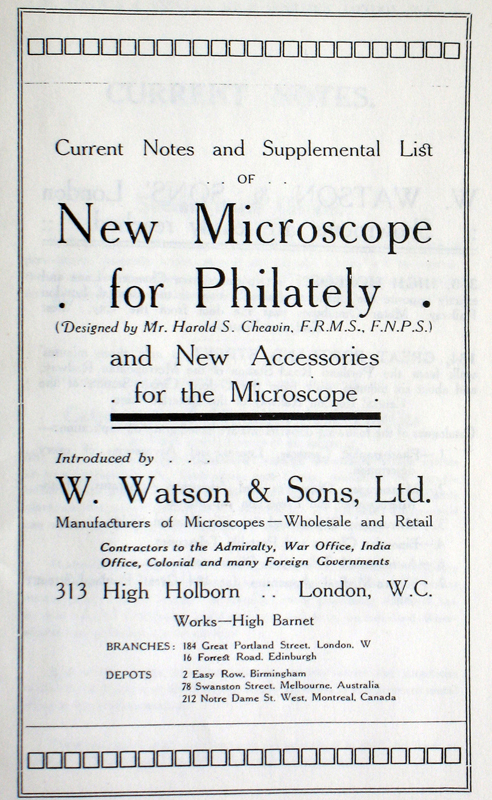 Current Notes and Supplemental List
OF
New Microscope
. for Philately .
(Designed by Mr. Harold S. Cheavin, F.R.M.S., F.N.P.S.)
and New Accessories
for the Microscope .
Introduced by . . .
W. Watson & Sons, Ltd.
Manufacturers of Microscopes—Wholesale and Retail
Contractors to the Admiralty, War Office, India
Office, Colonial and many Foreign Governments
313 High Holborn .. London, W.C.
Works—High Barnet
BRANCHES: 184 Great Portland Street, London, W
16 Forrest Road, Edinburgh
DEPOTS 2 Easy Row, Birmingham
78 Swanston Street, Melbourne, Australia
212 Notre Dame St. West, Montreal, Canada